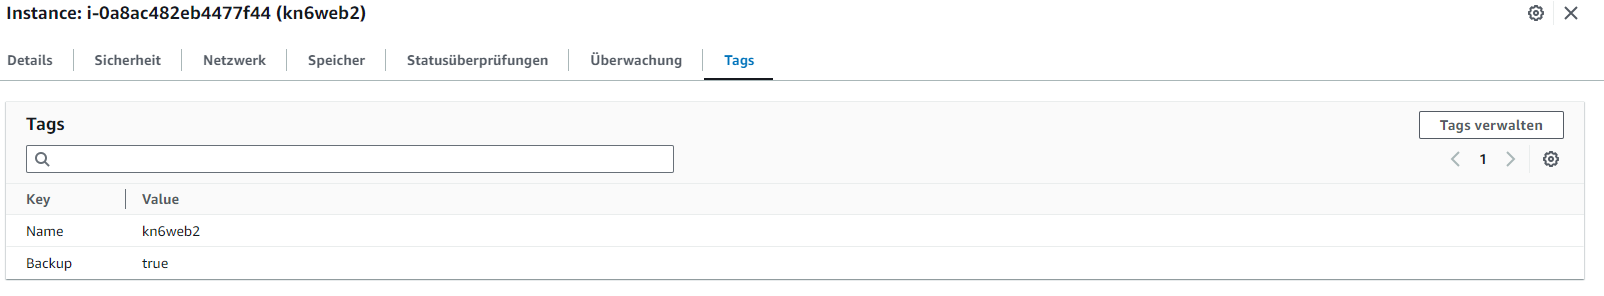 Instance: i-0a8ac482eb4477f44 (kn6web2)
Details Sicherheit Netzwerk Speicher Statusüberprüfungen Überwachung Tags
Tags
Tags verwalten
1
Key Value
Name kn6web2
Backup true